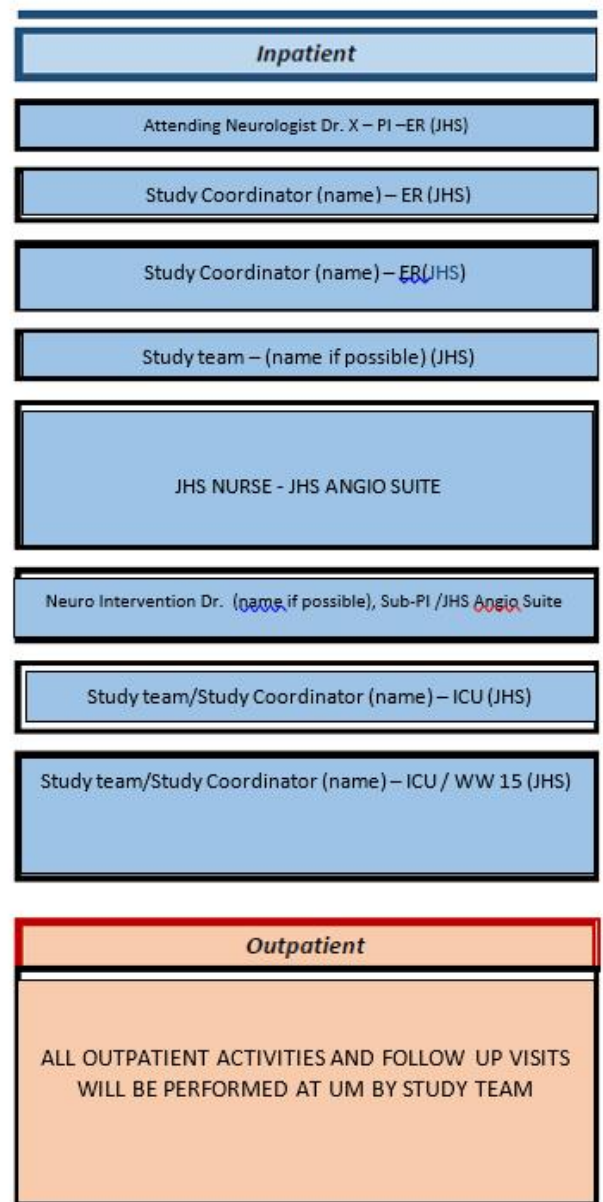 Inpatient
Attending Neurologist Dr. X – PI –ER (JHS)
Study Coordinator (name) – ER (JHS)
Study Coordinator (name) – ER(JHS)
Study team – (name if possible) (JHS)
JHS NURSE - JHS ANGIO SUITE
Neuro Intervention Dr. (name if possible), Sub-PI /JHS Angio Suite
Study team/Study Coordinator (name) – ICU (JHS)
Study team/Study Coordinator (name) – ICU / WW 15 (JHS)
Outpatient
ALL OUTPATIENT ACTIVITIES AND FOLLOW UP VISITS
WILL BE PERFORMED AT UM BY STUDY TEAM